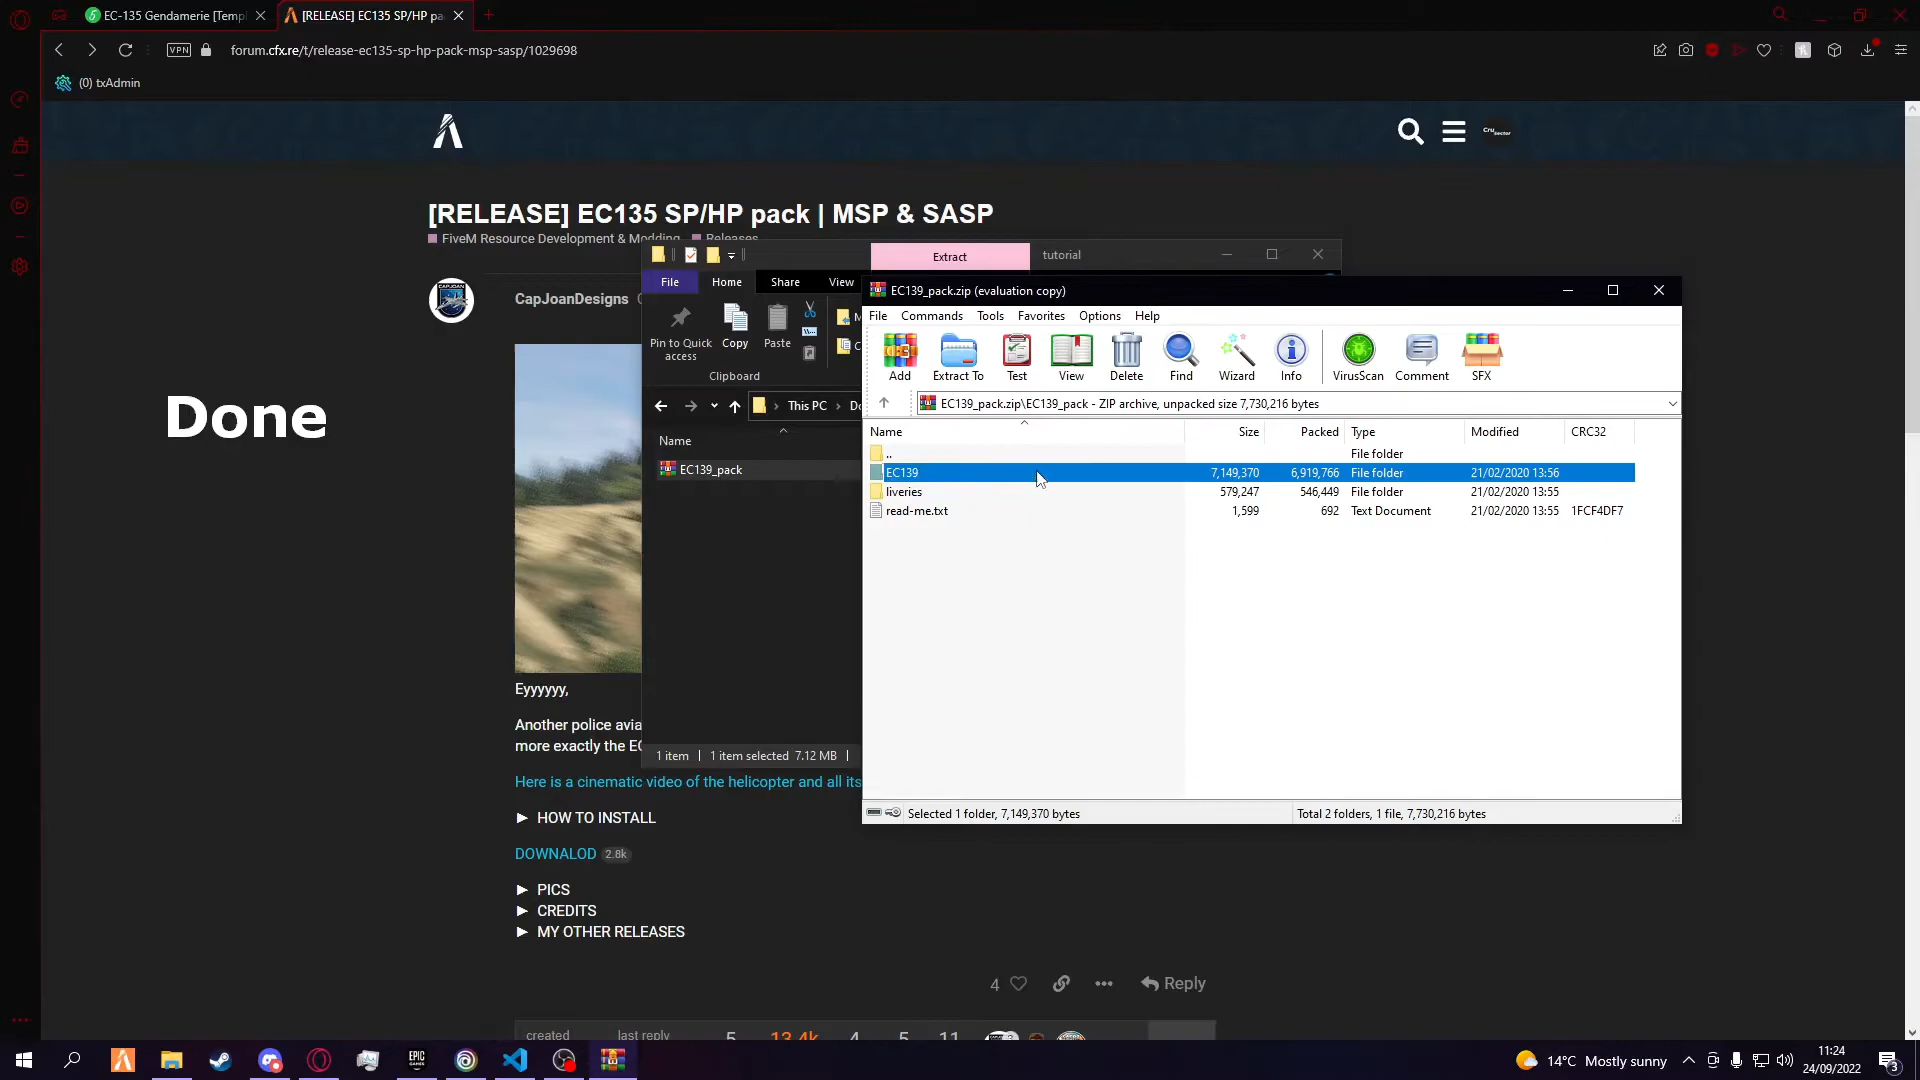 EC-135 Gendamerie [Templ
[RELEASE] EC135 SP/HP pa
VPN
forum.cfx.re/t/release-ec135-sp-hp-pack-msp-sasp/1029698
(0) txAdmin
[RELEASE] EC135 SP/HP pack | MSP & SASP
FiveM Resource Development & Modding Releases
CapJoanDesigns
Done
Extract
tutorial
File
Home
Share
View
Pin to Quick access
Copy
Paste
Clipboard
This PC
Name
EC139_pack
1 item
1 item selected 7.12 MB
EC139_pack.zip (evaluation copy)
File Commands Tools Favorites Options Help
Add Extract To Test View Delete Find Wizard Info VirusScan Comment SFX
EC139_pack.zip\EC139_pack - ZIP archive, unpacked size 7,730,216 bytes
Name Size Packed Type Modified CRC32
.. File folder
EC139 7,149,370 6,919,766 File folder 21/02/2020 13:56
liveries 579,247 546,449 File folder 21/02/2020 13:55
read-me.txt 1,599 692 Text Document 21/02/2020 13:55 1FCF4DF7
Selected 1 folder, 7,149,370 bytes
Total 2 folders, 1 file, 7,730,216 bytes
Eyyyyyy,
Another police avia
more exactly the EC
Here is a cinematic video of the helicopter and all its
HOW TO INSTALL
DOWNALOD 2.8k
PICS
CREDITS
MY OTHER RELEASES
4
Reply
created last reply 5 13.4k 4 5 11
EPIC
14°C Mostly sunny
11:24
24/09/2022
3